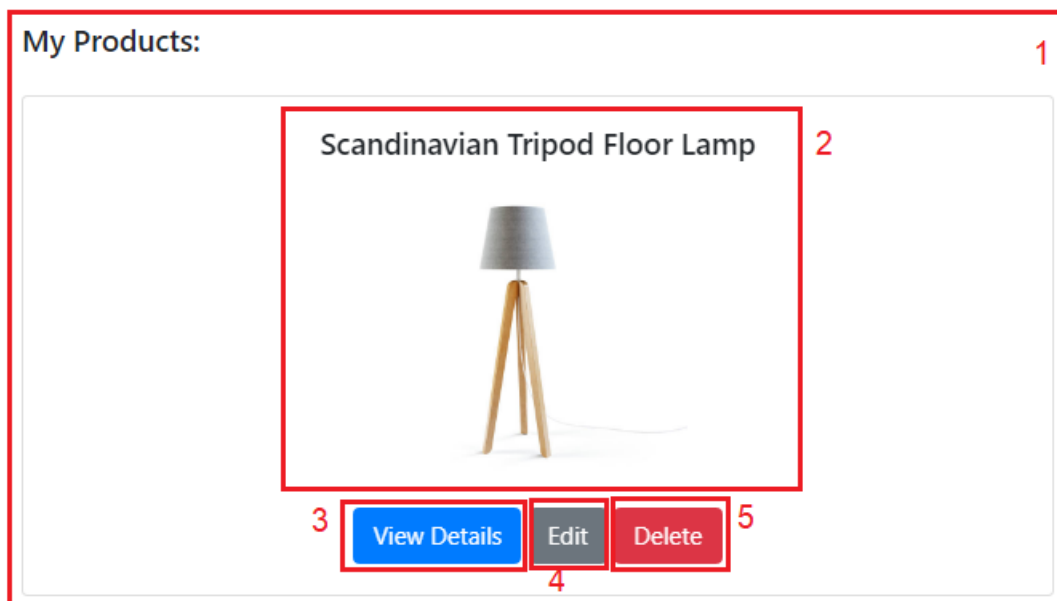 My Products:
1
Scandinavian Tripod Floor Lamp
2
3
View Details
Edit
Delete
5
4